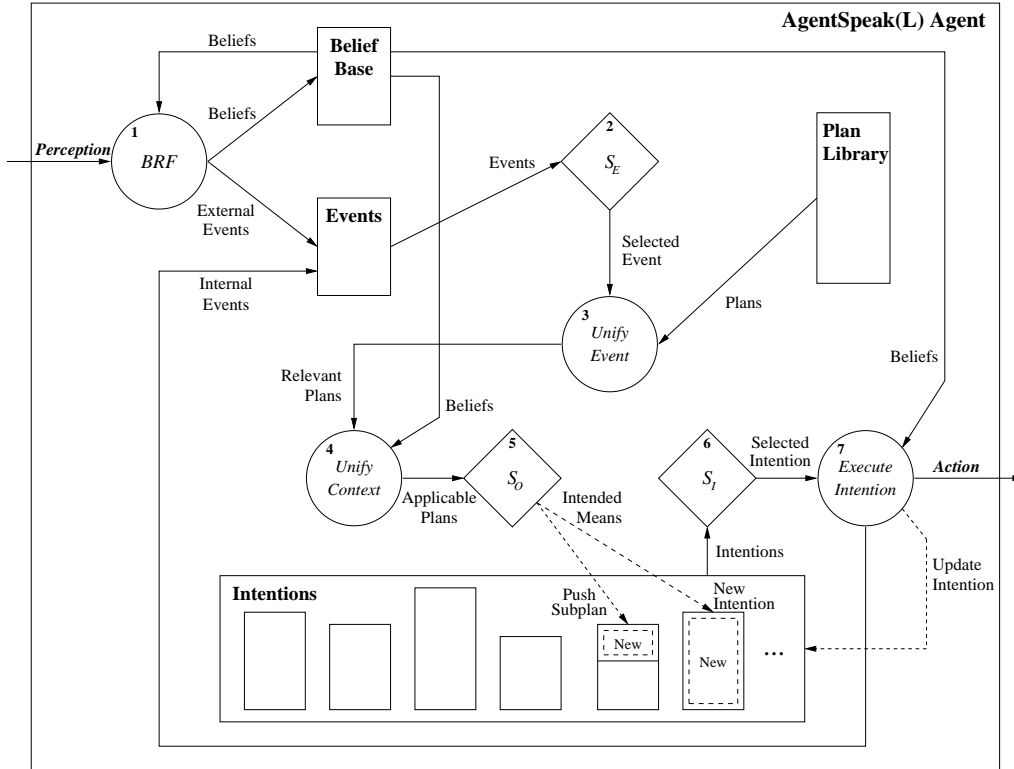 AgentSpeak(L) Agent
Beliefs
Belief
Base
Beliefs
1
BRF
Perception
2
S_E
Plan
Library
Events
External
Events
Events
Selected
Event
Internal
Events
Plans
3
Unify
Event
Relevant
Plans
Beliefs
Beliefs
4
Unify
Context
Applicable
Plans
5
S_O
Intended
Means
6
S_I
Selected
Intention
7
Execute
Intention
Action
Intentions
Update
Intention
Intentions
Push
Subplan
New
Intention
New
New
...